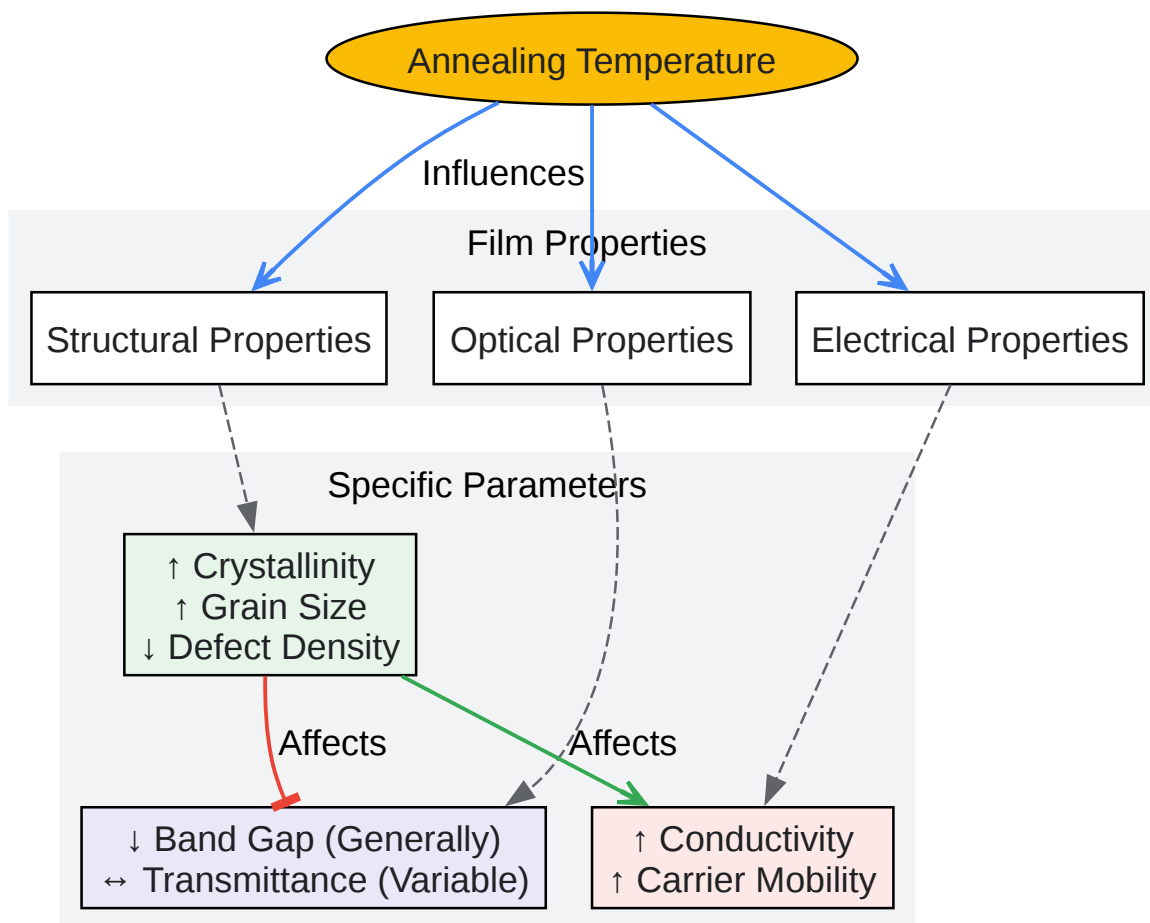 Annealing Temperature
Influences
Film Properties
Structural Properties
Optical Properties
Electrical Properties
Specific Parameters
↑ Crystallinity
↑ Grain Size
↓ Defect Density
Affects
Affects
↓ Band Gap (Generally)
↔ Transmittance (Variable)
↑ Conductivity
↑ Carrier Mobility